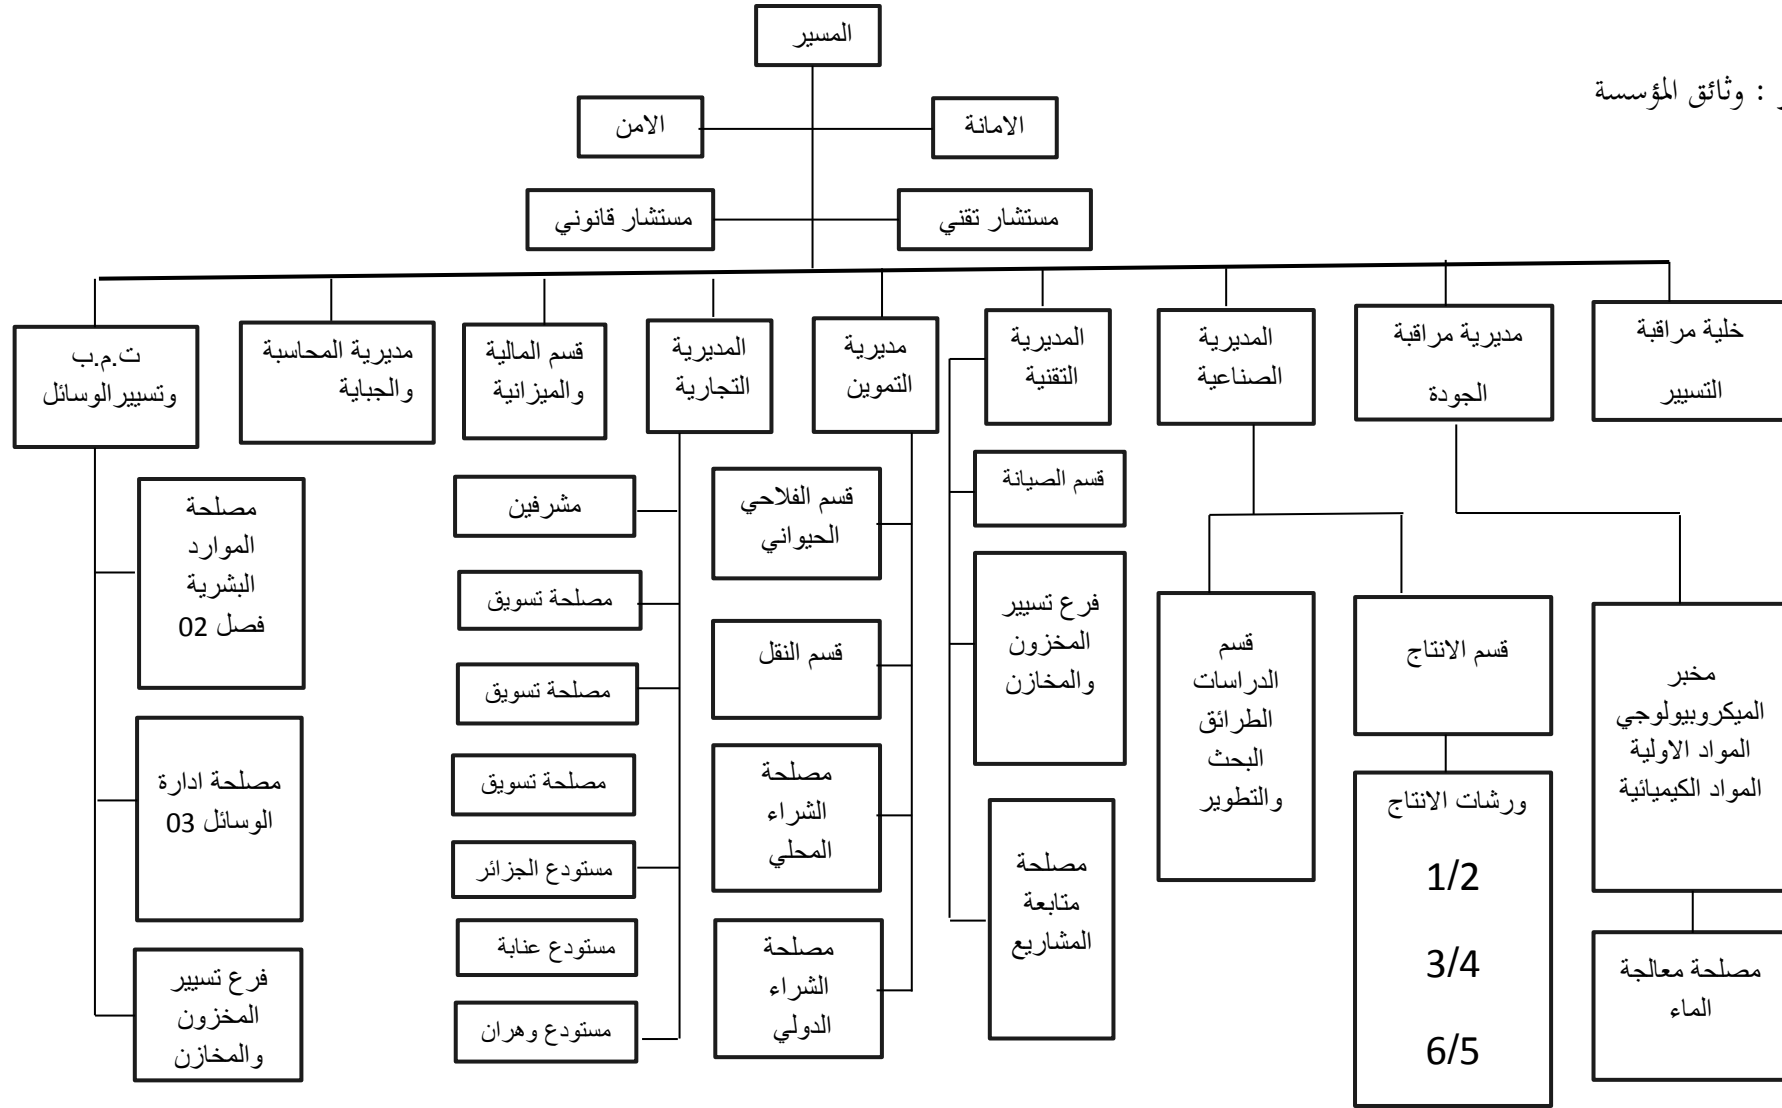 المسير
ر : وثائق المؤسسة
الامانة
الامن
مستشار تقني
مستشار قانوني
خلية مراقبة
التسيير
مديرية مراقبة
الجودة
المديرية
الصناعية
المديرية
التقنية
مديرية
التموين
المديرية
التجارية
قسم المالية
والميزانية
مديرية المحاسبة
والجباية
ت.م.ب
وتسييرالوسائل
مخبر
الميكروبيولوجي
المواد الاولية
المواد الكيميائية
مصلحة معالجة
الماء
قسم الانتاج
ورشات الانتاج
1/2
3/4
6/5
قسم
الدراسات
الطرائق
البحث
والتطوير
قسم الصيانة
فرع تسيير
المخزون
والمخازن
مصلحة
متابعة
المشاريع
قسم الفلاحي
الحيواني
قسم النقل
مصلحة
الشراء
المحلي
مصلحة
الشراء
الدولي
مشرفين
مصلحة تسويق
مصلحة تسويق
مصلحة تسويق
مستودع الجزائر
مستودع عنابة
مستودع وهران
مصلحة
الموارد
البشرية
فصل 02
مصلحة ادارة
الوسائل 03
فرع تسيير
المخزون
والمخازن